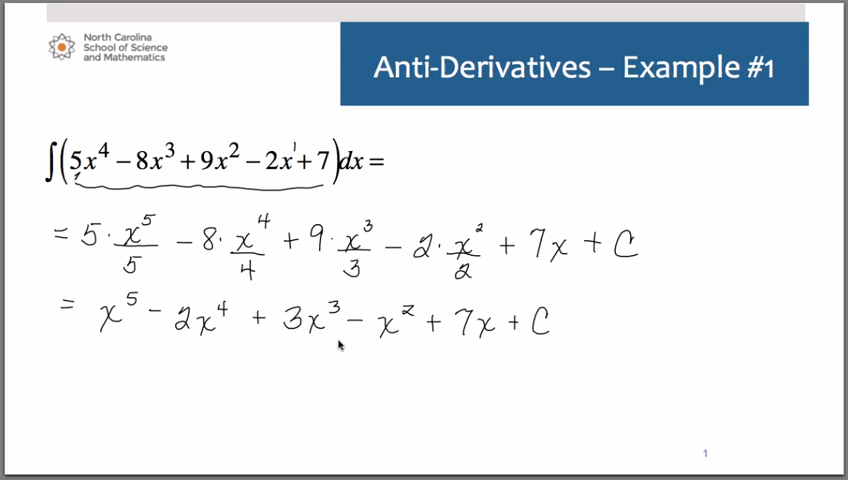 North Carolina
School of Science
and Mathematics
Anti-Derivatives – Example #1
∫(5x⁴ – 8x³ + 9x² – 2x¹ + 7)dx =
= 5 · x⁵/5 – 8 · x⁴/4 + 9 · x³/3 – 2 · x²/2 + 7x + C
= x⁵ – 2x⁴ + 3x³ – x² + 7x + C
1